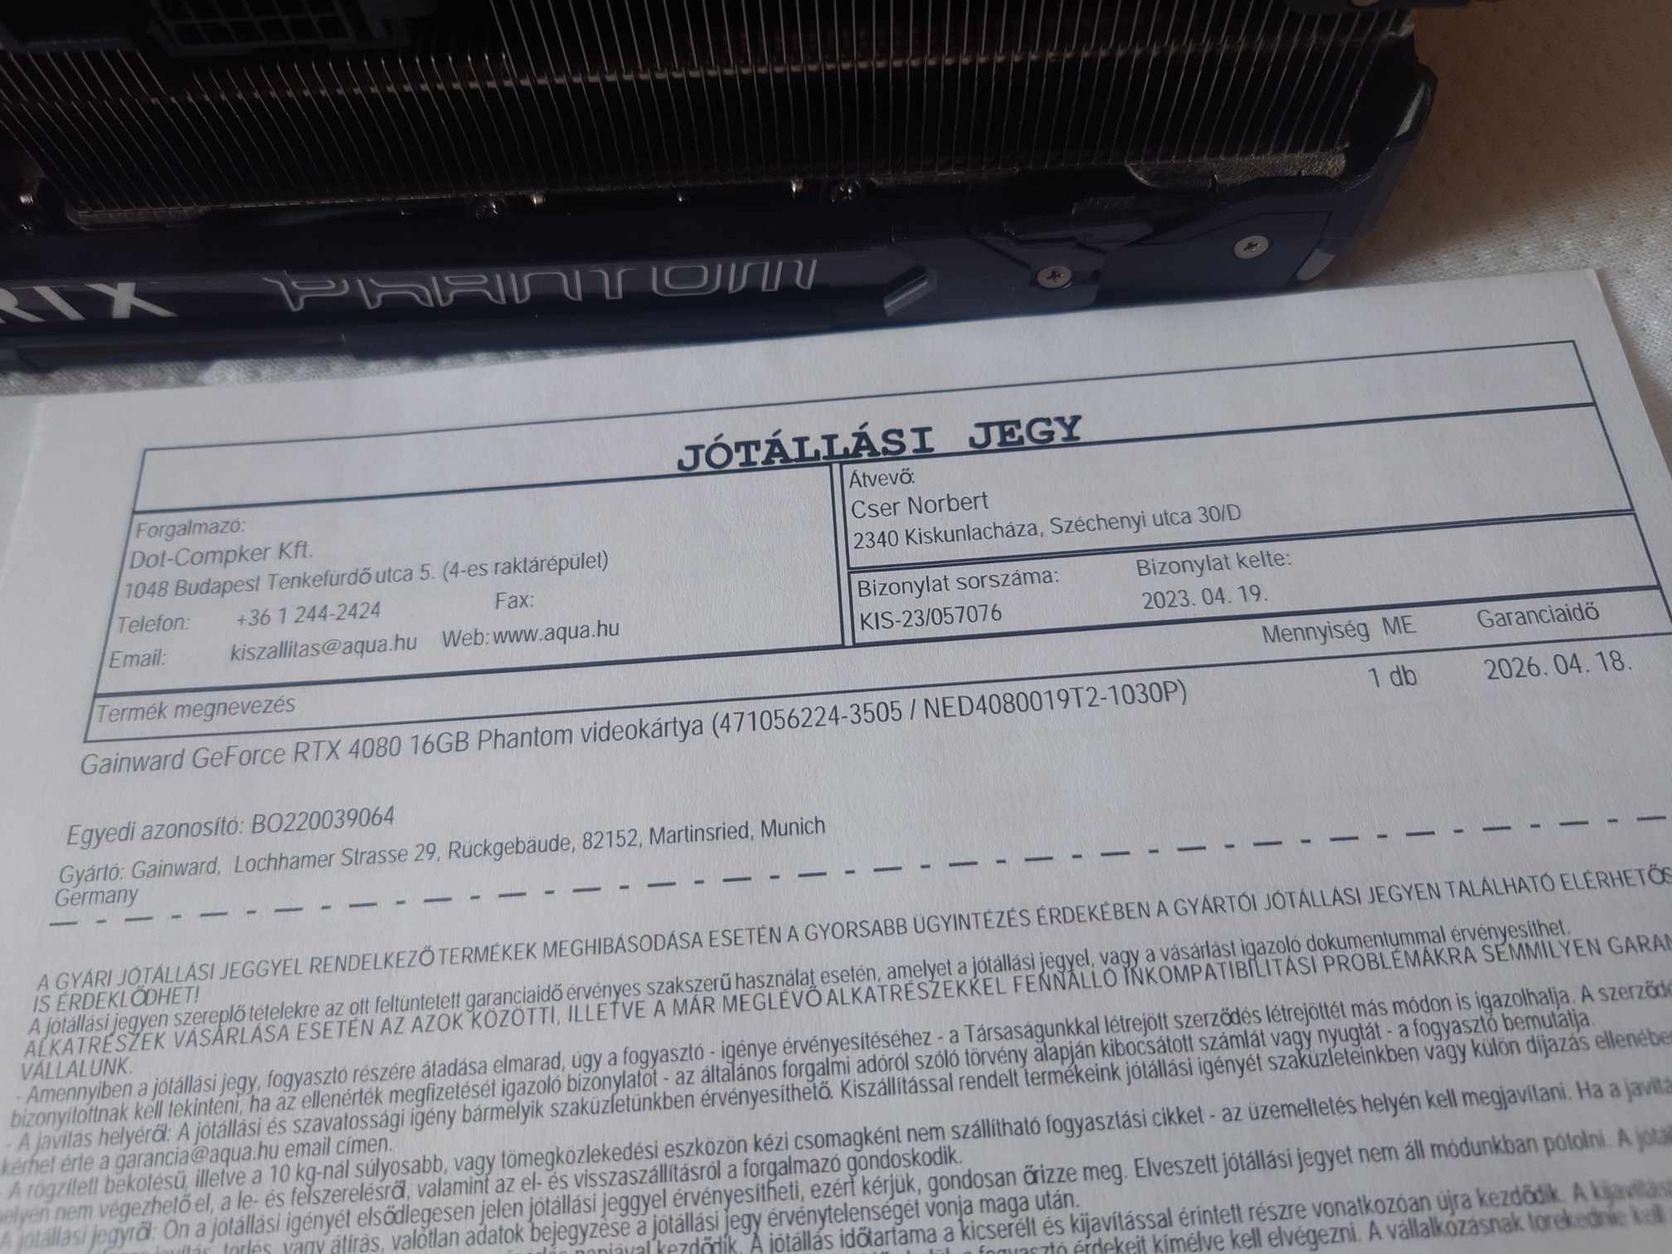 RTX PHANTOM
JÓTÁLLÁSI JEGY
Forgalmazó:
Dot-Compker Kft.
1048 Budapest Tenkefürdő utca 5. (4-es raktárépület)
Telefon: +36 1 244-2424 Fax:
Email: kiszallitas@aqua.hu Web: www.aqua.hu
Átvevő:
Cser Norbert
2340 Kiskunlacháza, Széchenyi utca 30/D
Bizonylat sorszáma: Bizonylat kelte:
KIS-23/057076 2023. 04. 19.
Termék megnevezés Mennyiség ME Garanciaidő
Gainward GeForce RTX 4080 16GB Phantom videokártya (471056224-3505 / NED4080019T2-1030P) 1 db 2026. 04. 18.
Egyedi azonosító: BO220039064
Gyártó: Gainward, Lochhamer Strasse 29, Rückgebäude, 82152, Martinsried, Munich
Germany
A GYÁRI JÓTÁLLÁSI JEGGYEL RENDELKEZŐ TERMÉKEK MEGHIBÁSODÁSA ESETÉN A GYORSABB ÜGYINTÉZÉS ÉRDEKÉBEN A GYÁRTÓI JÓTÁLLÁSI JEGYEN TALÁLHATÓ ELÉRHETŐS
IS ÉRDEKLŐDHET!
A jótállási jegyen szereplő tételekre az ott feltüntetett garanciaidő érvényes szakszerű használat esetén, amelyet a jótállási jegyel, vagy a vásárlást igazoló dokumentummal érvényesíthet.
ALKATRÉSZEK VÁSÁRLÁSA ESETÉN AZ AZOK KÖZÖTTI, ILLETVE A MÁR MEGLÉVŐ ALKATRÉSZEKKEL FENNÁLLÓ INKOMPATIBILITÁSI PROBLÉMÁKRA SEMMILYEN GARAN
VÁLLALUNK.
- Amennyiben a jótállási jegy, fogyasztó részére átadása elmarad, úgy a fogyasztó - igénye érvényesítéséhez - a Társaságunkkal létrejött szerződés létrejöttét más módon is igazolhatja. A szerződé
bizonyítottnak kell tekinteni, ha az ellenérték megfizetését igazoló bizonylatot - az általános forgalmi adóról szóló törvény alapján kibocsátott számlát vagy nyugtát - a fogyasztó bemutatja.
- A javítás helyéről: A jótállási és szavatossági igény bármelyik szaküzletünkben érvényesíthető. Kiszállítással rendelt termékeink jótállási igényét szaküzleteinkben vagy külön díjazás ellenébe
kérhet érte a garancia@aqua.hu email címen.
- A rögzített bekötésű, illetve a 10 kg-nál súlyosabb, vagy tömegközlekedési eszközön kézi csomagként nem szállítható fogyasztási cikket - az üzemeltetés helyén kell megjavítani. Ha a javítá
helyen nem végezhető el, a le- és felszerelésről, valamint az el- és visszaszállításról a forgalmazó gondoskodik.
A jótállási jegyről: Ön a jótállási igényét elsődlegesen jelen jótállási jeggyel érvényesítheti, ezért kérjük, gondosan őrizze meg. Elveszett jótállási jegyet nem áll módunkban pótolni. A jótál
törlés, vagy átírás, valótlan adatok bejegyzése a jótállási jegy érvénytelenségét vonja maga után.
kezdődik. A jótállás időtartama a kicserélt és kijavítással érintett részre vonatkozóan újra kezdődik. A
érdekeit kímélve kell elvégezni. A vállalkozásnak törekednie kell